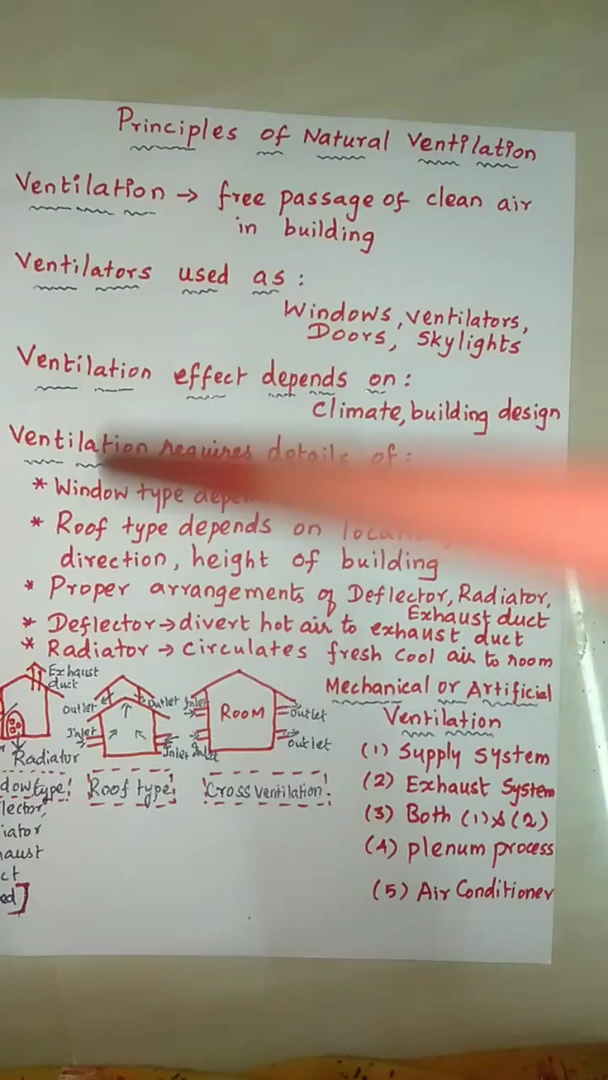 Principles of Natural Ventilation
Ventilation → free passage of clean air
in building
Ventilators used as :
Windows, ventilators,
Doors, Skylights
Ventilation effect depends on :
Climate, building design
Ventilation requires details of :
* Window type
* Roof type depends on
direction, height of building
* Proper arrangements of Deflector, Radiator,
Exhaust duct
* Deflector → divert hot air to exhaust duct
* Radiator → Circulates fresh cool air to room
Exhaust
duct
Radiator
Outlet
Outlet
Inlet
Inlet
Inlet
Inlet
ROOM
Outlet
Outlet
Roof type
Cross ventilation
Mechanical or Artificial
Ventilation
(1) Supply system
(2) Exhaust System
(3) Both (1) & (2)
(4) Plenum process
(5) Air Conditioner